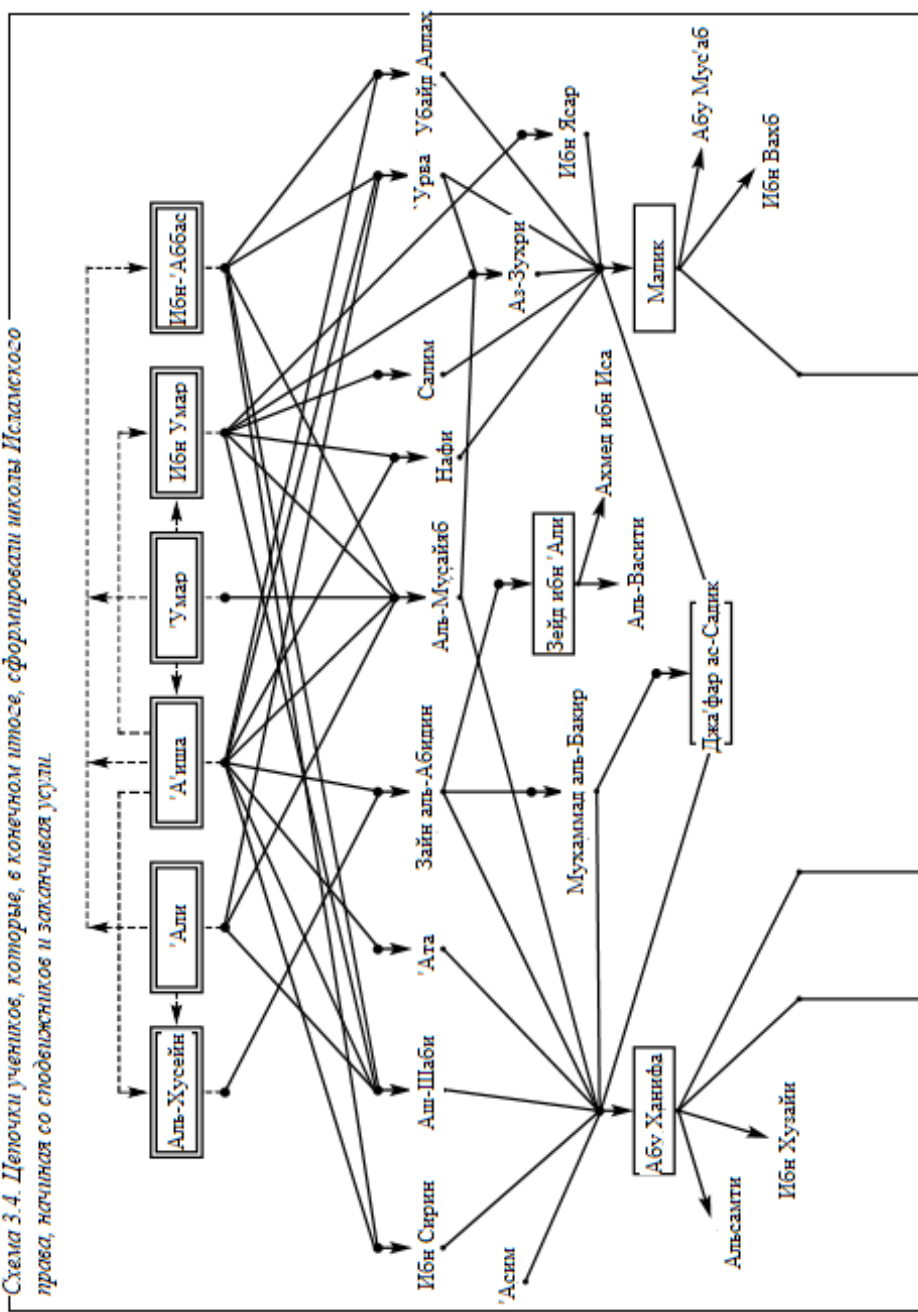 Схема 3.4. Цепочки учеников, которые, в конечном итоге, сформировали школы Исламского
права, начиная со сподвижников и заканчивая усули.
Аль-Хусейн
'Али
'А'иша
'Умар
Ибн Умар
Ибн-'Аббас
Ибн Сирин
Аш-Шаби
'Ата
Зайн аль-Абидин
Аль-Мусайяб
Нафи
Салим
'Урва
Убайд Аллах
'Асим
Мухаммад аль-Бакир
Зейд ибн 'Али
Аз-Зухри
Ибн Ясар
Абу Ханифа
Джа'фар ас-Садик
Аль-Васити
Ахмед ибн Иса
Малик
Альсамти
Ибн Хузайи
Абу Мус'аб
Ибн Вахб